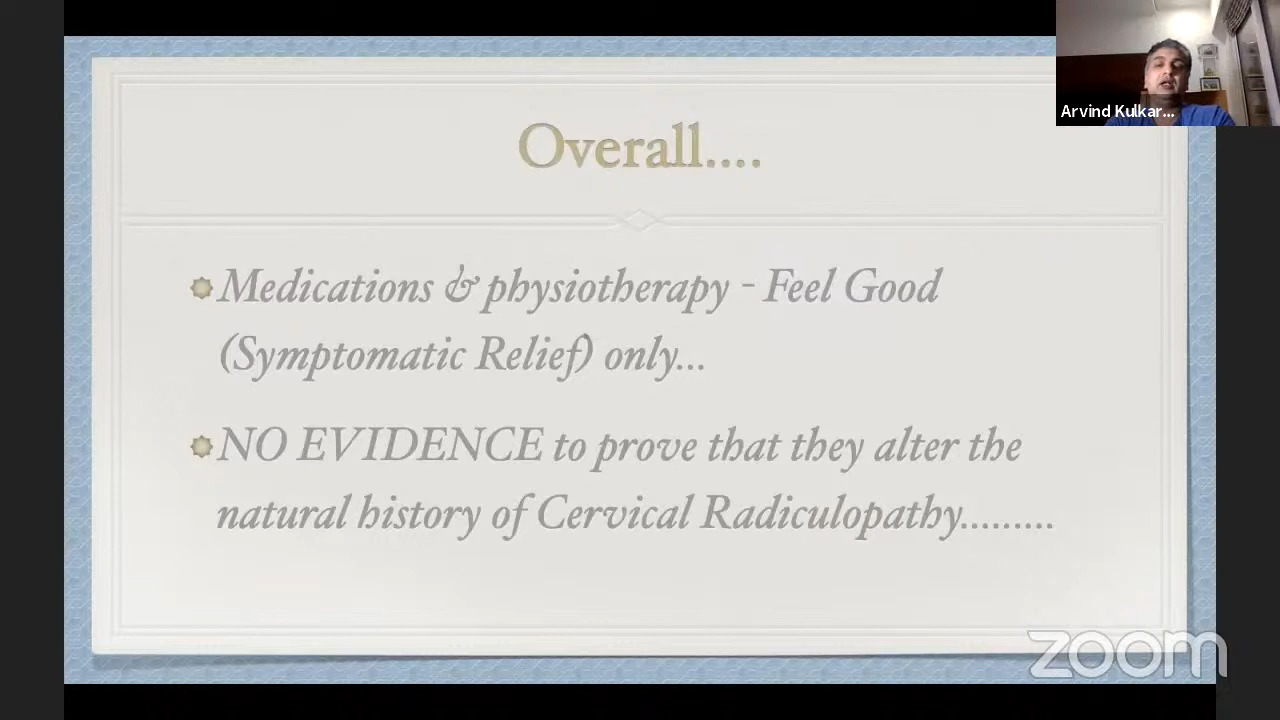 Arvind Kulkar...
Overall....
Medications & physiotherapy - Feel Good
(Symptomatic Relief) only...
NO EVIDENCE to prove that they alter the
natural history of Cervical Radiculopathy.........
zoom